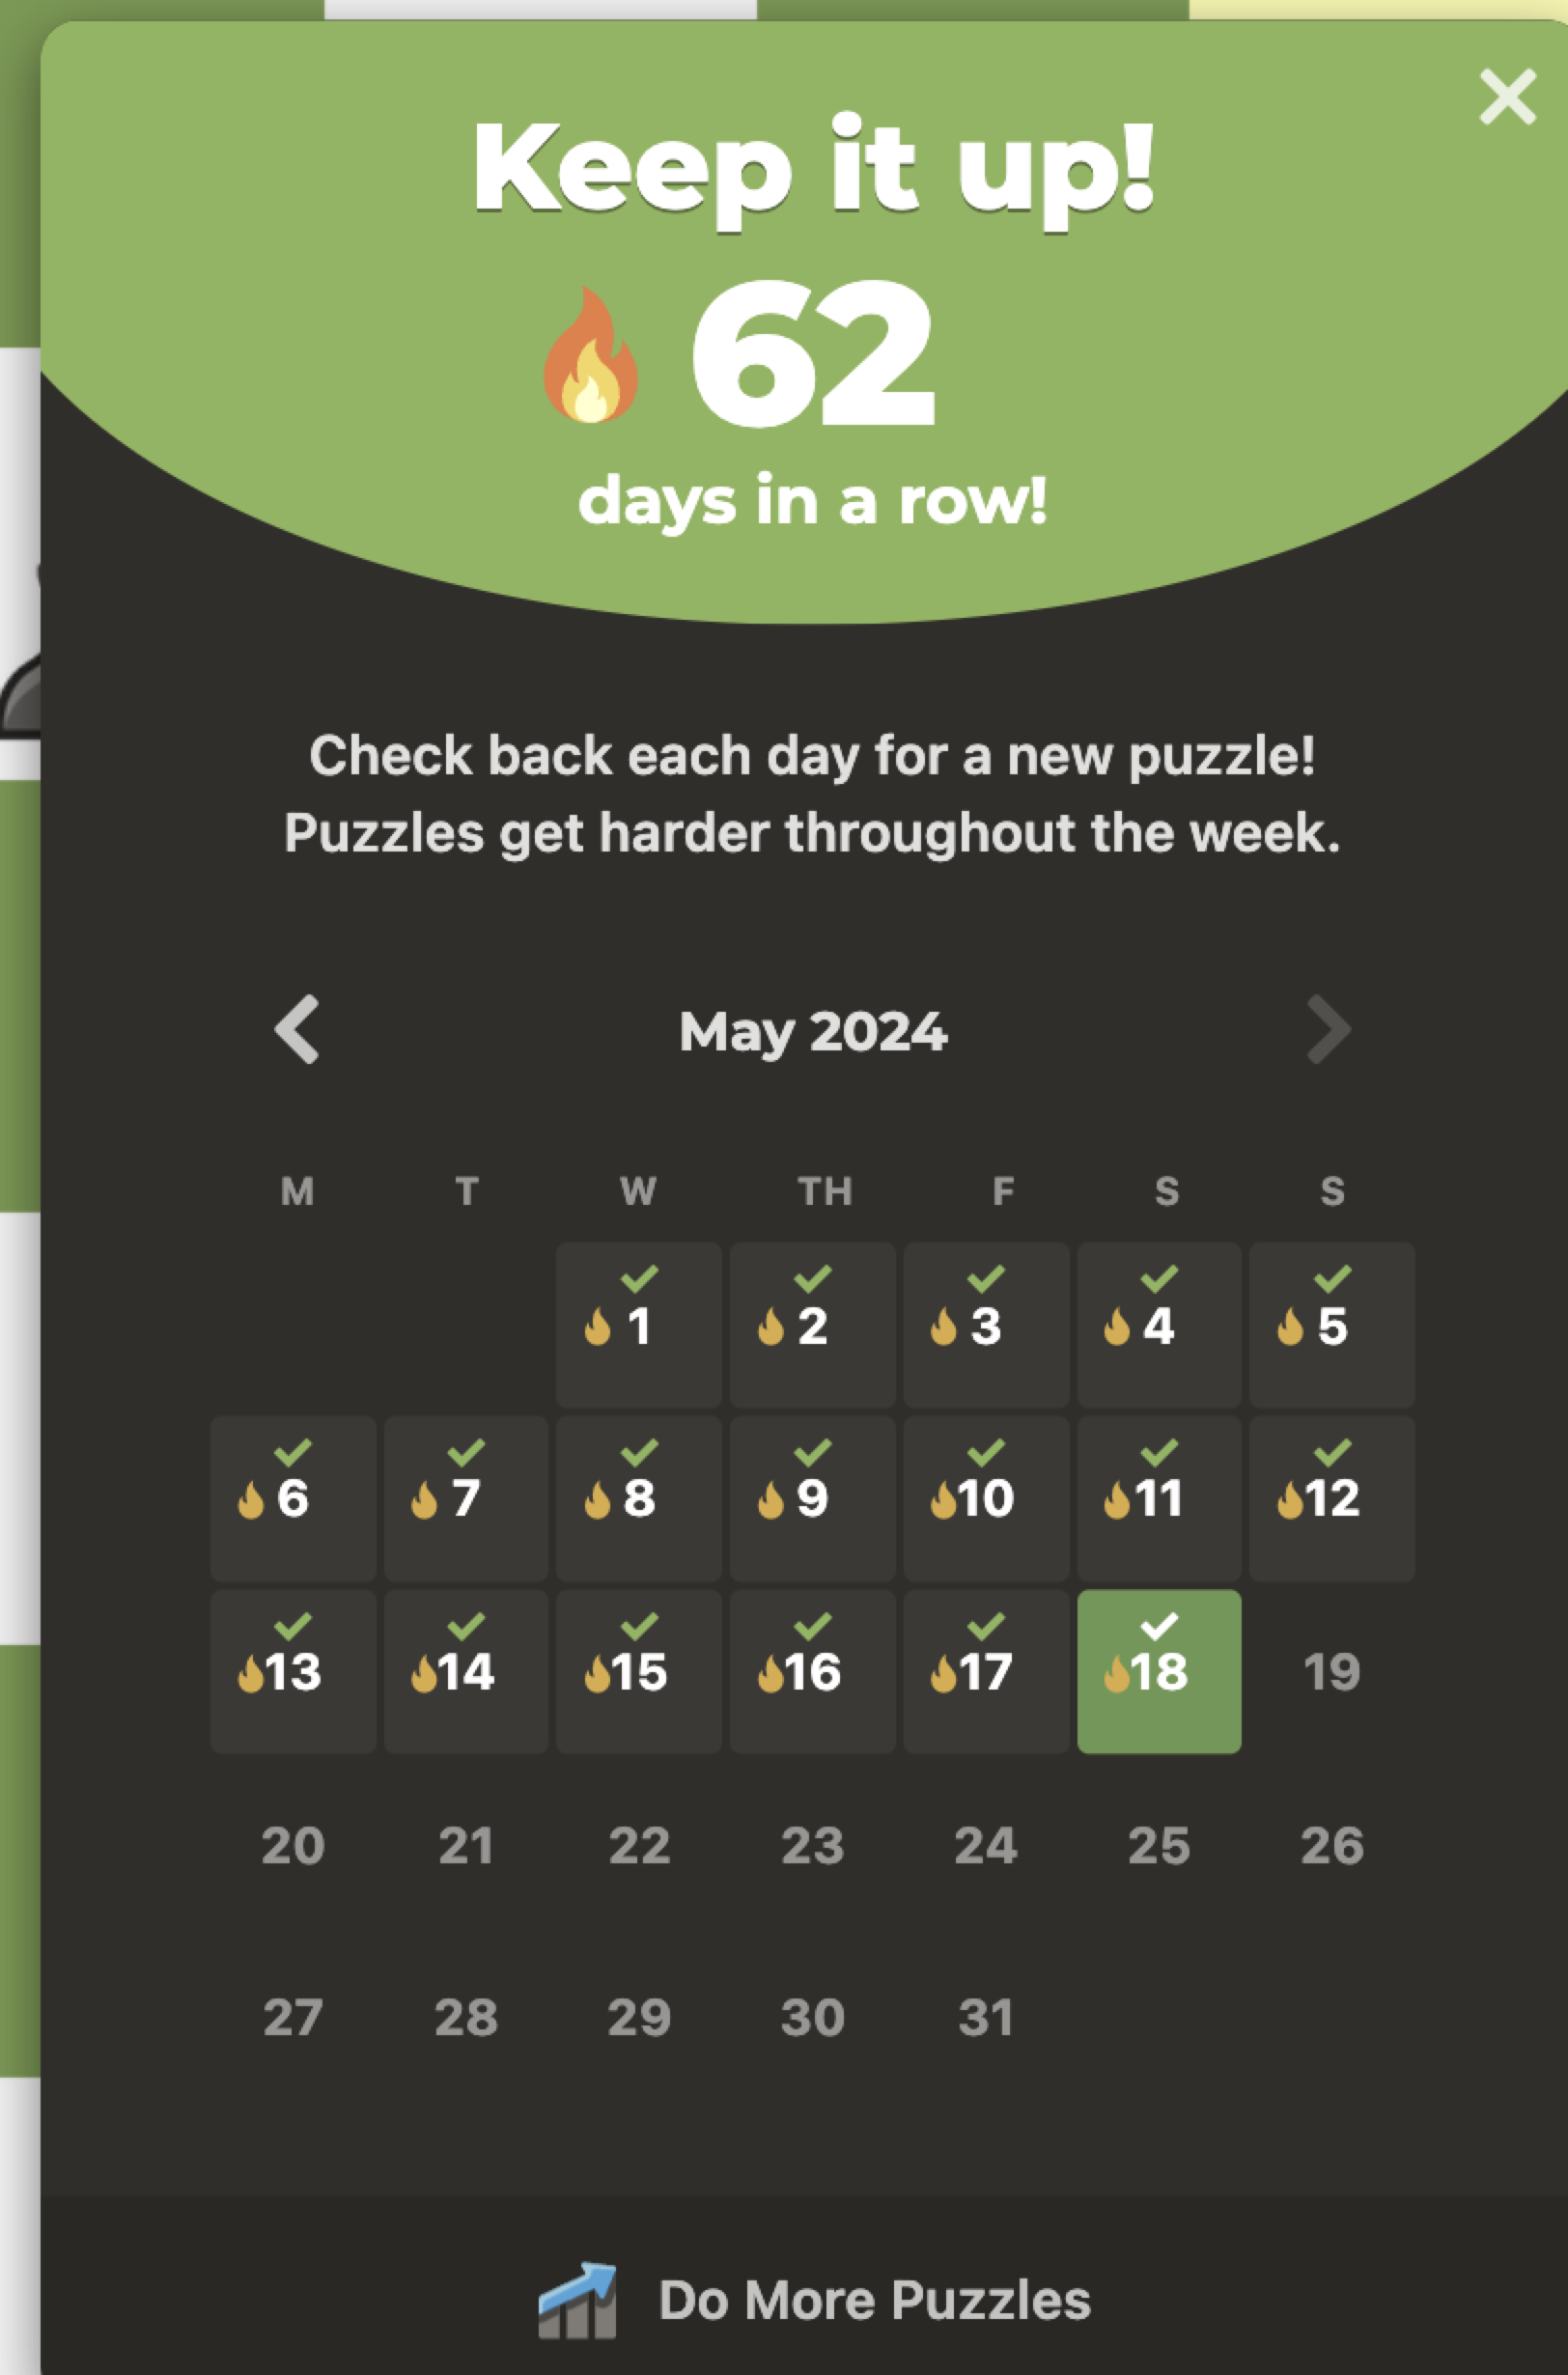 Keep it up!
62
days in a row!
Check back each day for a new puzzle!
Puzzles get harder throughout the week.
May 2024
M T W TH F S S
1 2 3 4 5
6 7 8 9 10 11 12
13 14 15 16 17 18 19
20 21 22 23 24 25 26
27 28 29 30 31
Do More Puzzles